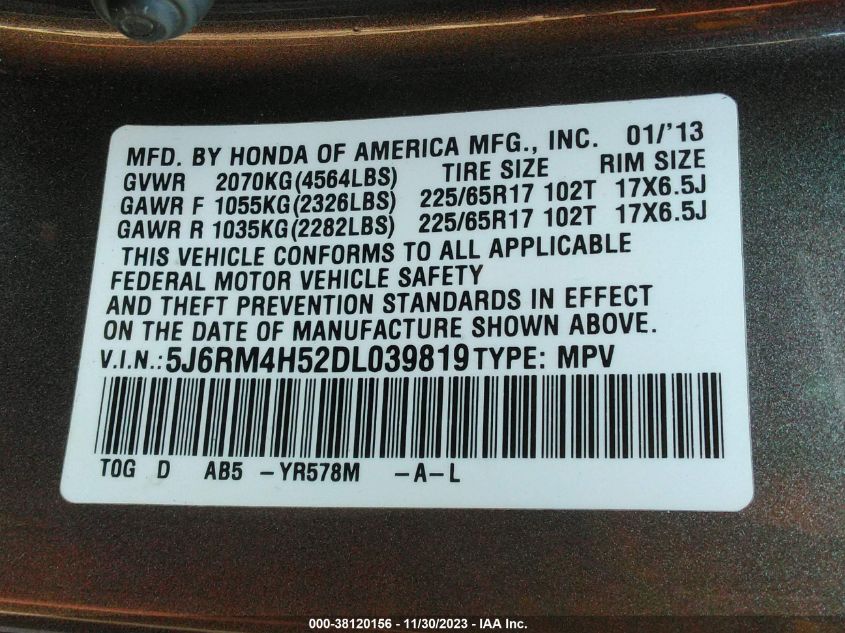 MFD. BY HONDA OF AMERICA MFG., INC. 01/'13
GVWR 2070KG(4564LBS) TIRE SIZE RIM SIZE
GAWR F 1055KG(2326LBS) 225/65R17 102T 17X6.5J
GAWR R 1035KG(2282LBS) 225/65R17 102T 17X6.5J
THIS VEHICLE CONFORMS TO ALL APPLICABLE
FEDERAL MOTOR VEHICLE SAFETY
AND THEFT PREVENTION STANDARDS IN EFFECT
ON THE DATE OF MANUFACTURE SHOWN ABOVE.
V.I.N.: 5J6RM4H52DL039819 TYPE: MPV
T0G D AB5 -YR578M -A-L
000-38120156 - 11/30/2023 - IAA Inc.